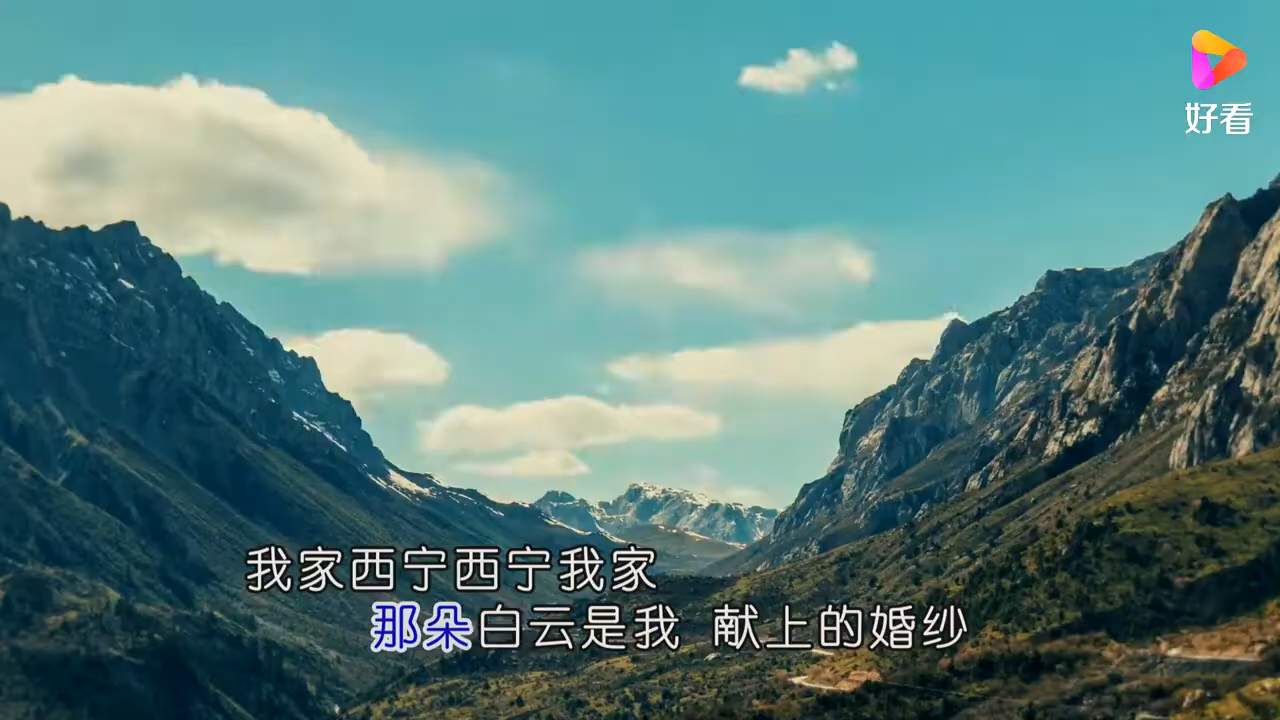 好看
我家西宁西宁我家
那朵白云是我 献上的婚纱